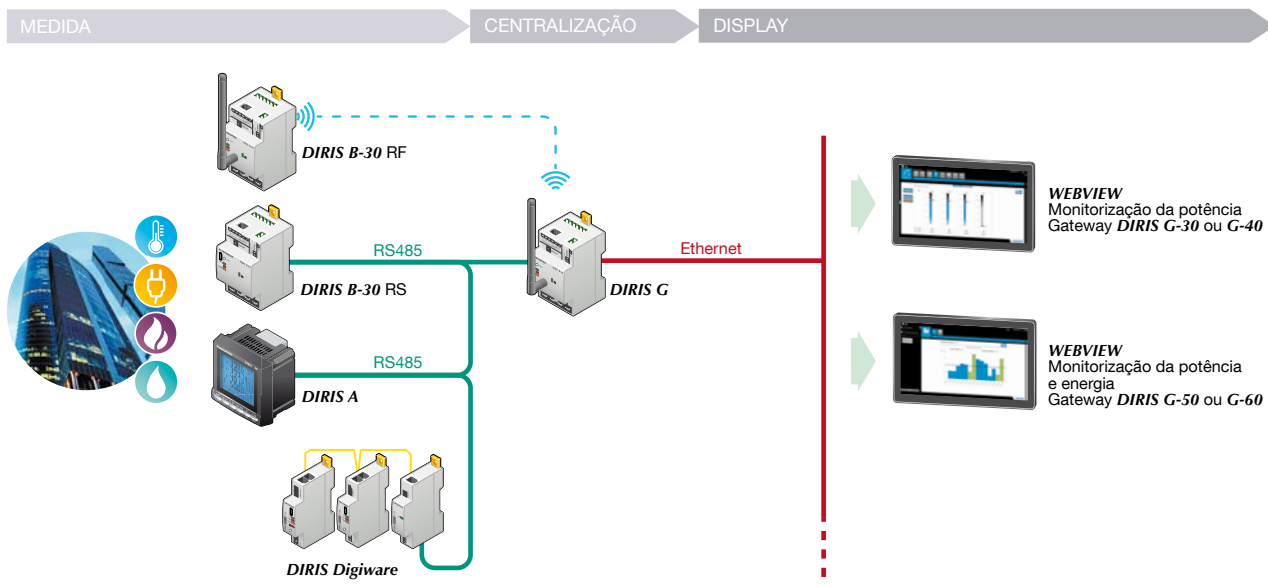 MEDIDA
CENTRALIZAÇÃO
DISPLAY
DIRIS B-30 RF
RS485
DIRIS B-30 RS
Ethernet
DIRIS G
RS485
DIRIS A
DIRIS Digiware
WEBVIEW
Monitorização da potência
Gateway DIRIS G-30 ou G-40
WEBVIEW
Monitorização da potência
e energia
Gateway DIRIS G-50 ou G-60